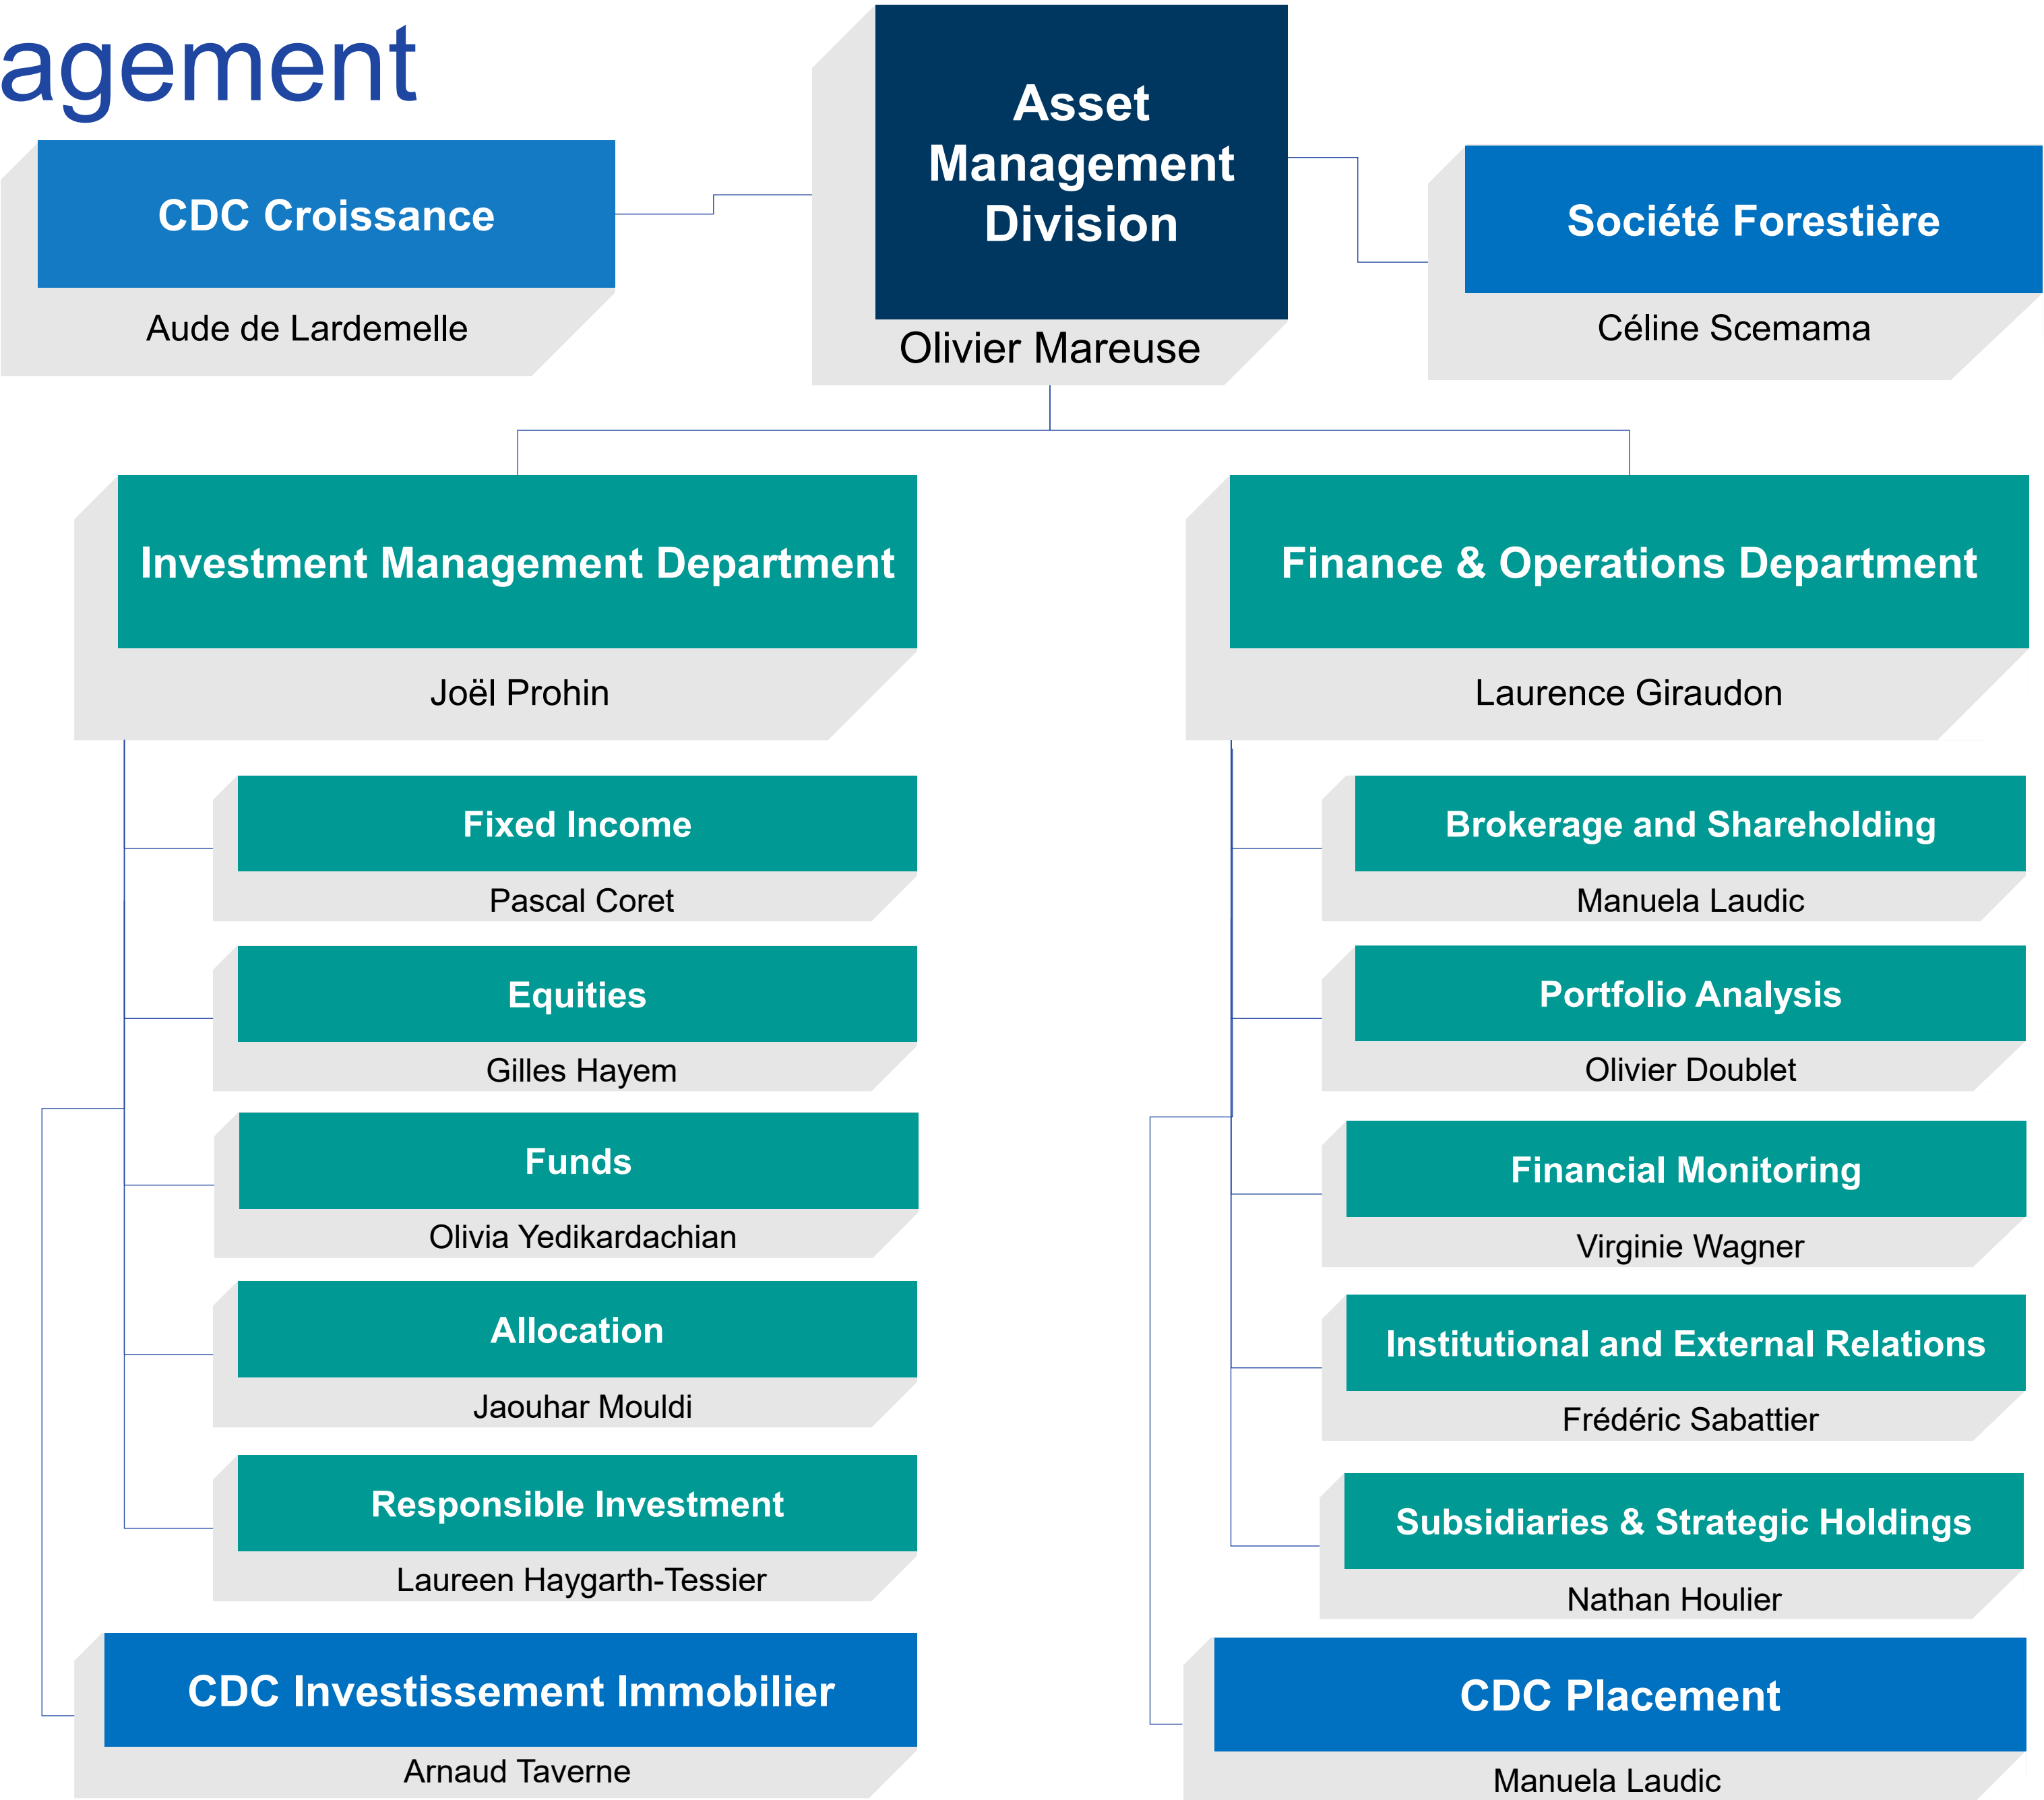 agement
Asset
Management
Division
Olivier Mareuse
CDC Croissance
Aude de Lardemelle
Société Forestière
Céline Scemama
Investment Management Department
Joël Prohin
Fixed Income
Pascal Coret
Equities
Gilles Hayem
Funds
Olivia Yedikardachian
Allocation
Jaouhar Mouldi
Responsible Investment
Laureen Haygarth-Tessier
CDC Investissement Immobilier
Arnaud Taverne
Finance & Operations Department
Laurence Giraudon
Brokerage and Shareholding
Manuela Laudic
Portfolio Analysis
Olivier Doublet
Financial Monitoring
Virginie Wagner
Institutional and External Relations
Frédéric Sabattier
Subsidiaries & Strategic Holdings
Nathan Houlier
CDC Placement
Manuela Laudic